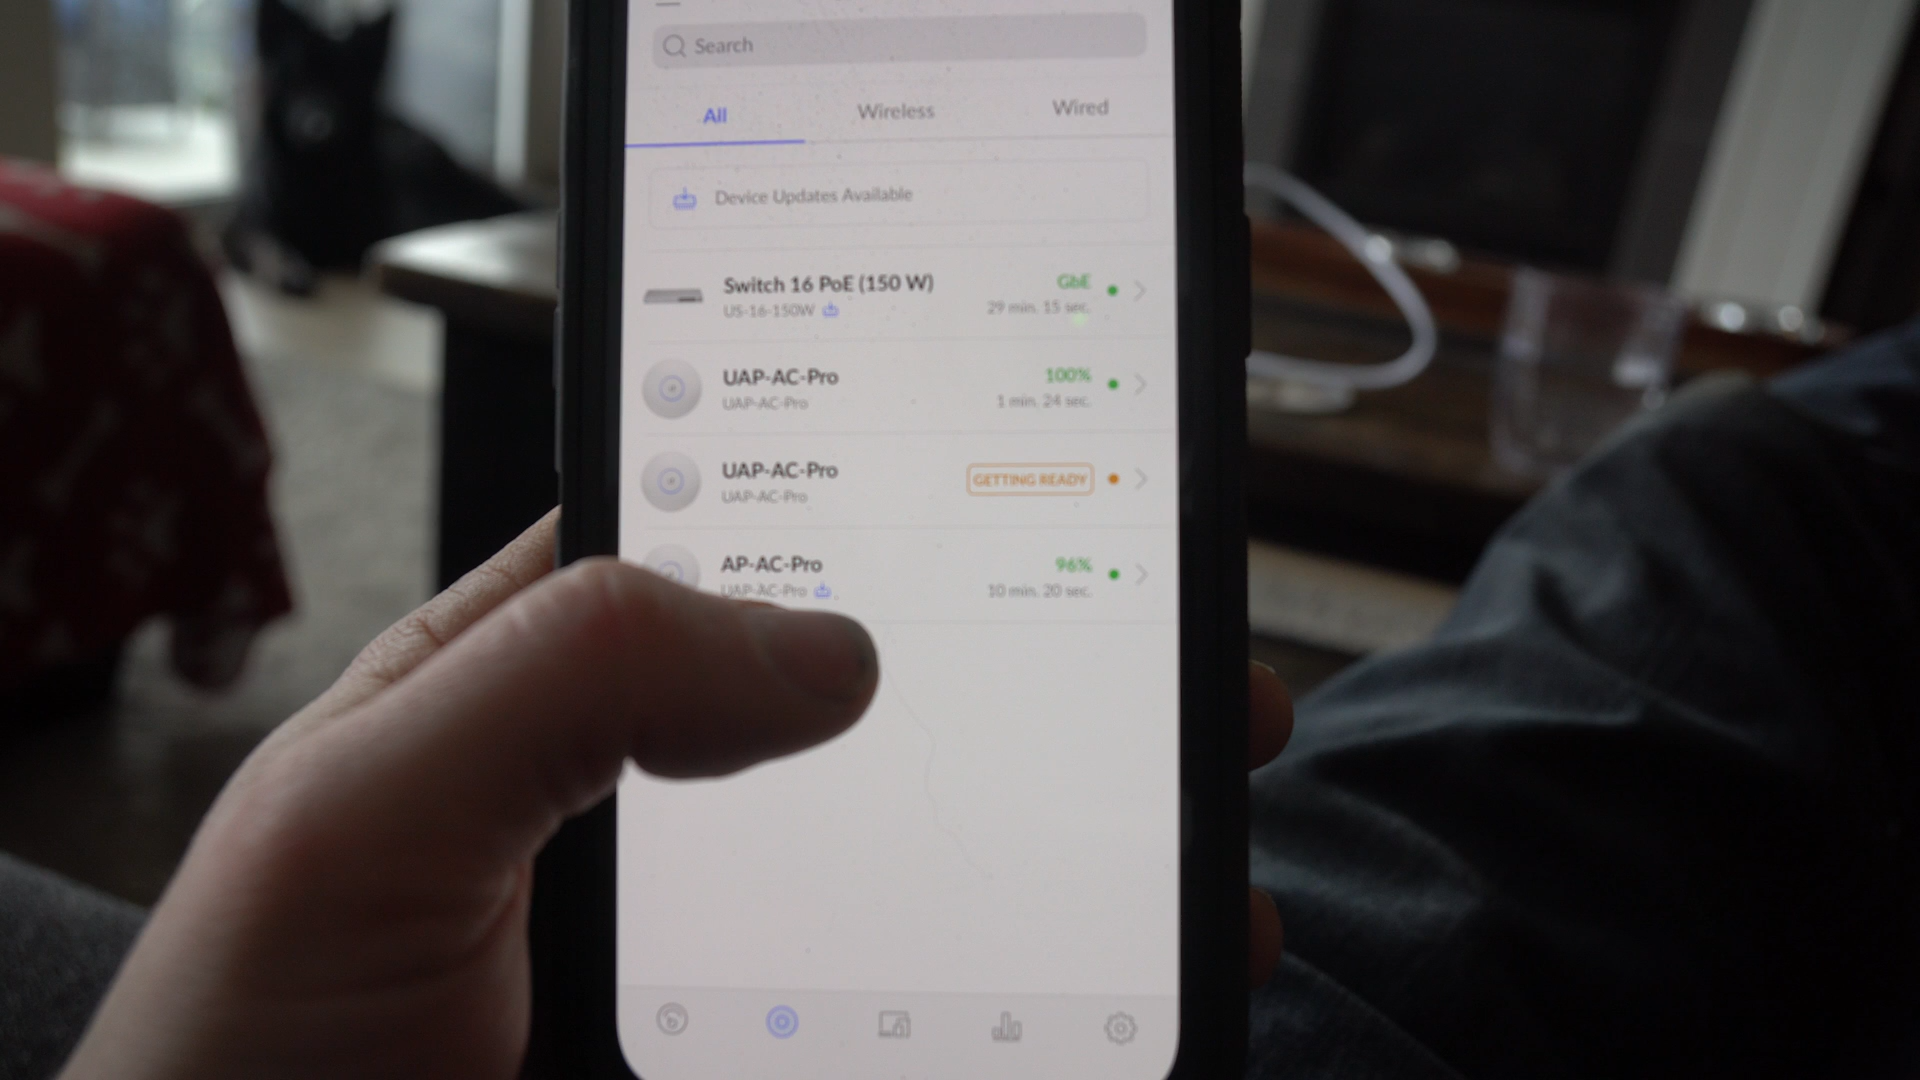 Search
All Wireless Wired
Device Updates Available
Switch 16 PoE (150 W) GbE
US-16-150W 29 min. 15 sec.
UAP-AC-Pro 100%
UAP-AC-Pro 1 min. 24 sec.
UAP-AC-Pro GETTING READY
UAP-AC-Pro
AP-AC-Pro 96%
UAP-AC-Pro 10 min. 20 sec.